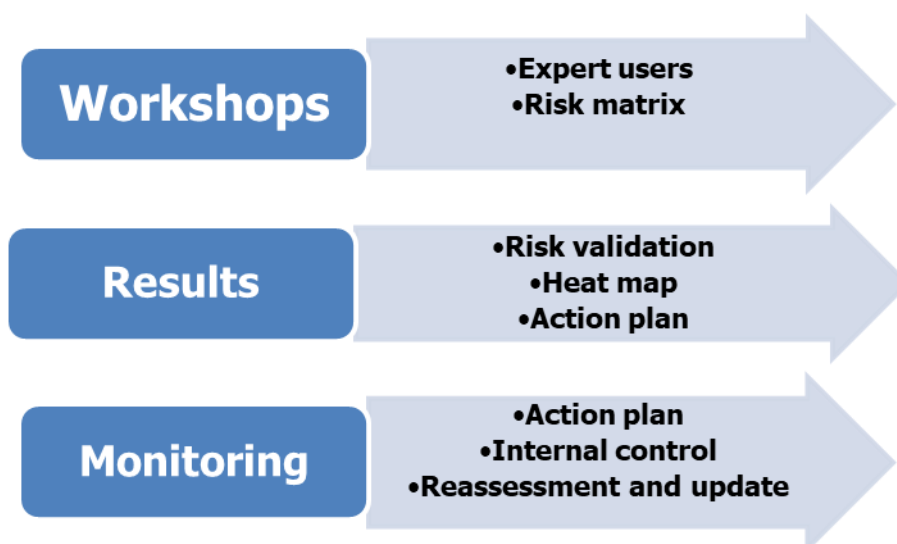 Workshops
•Expert users
•Risk matrix
Results
•Risk validation
•Heat map
•Action plan
Monitoring
•Action plan
•Internal control
•Reassessment and update